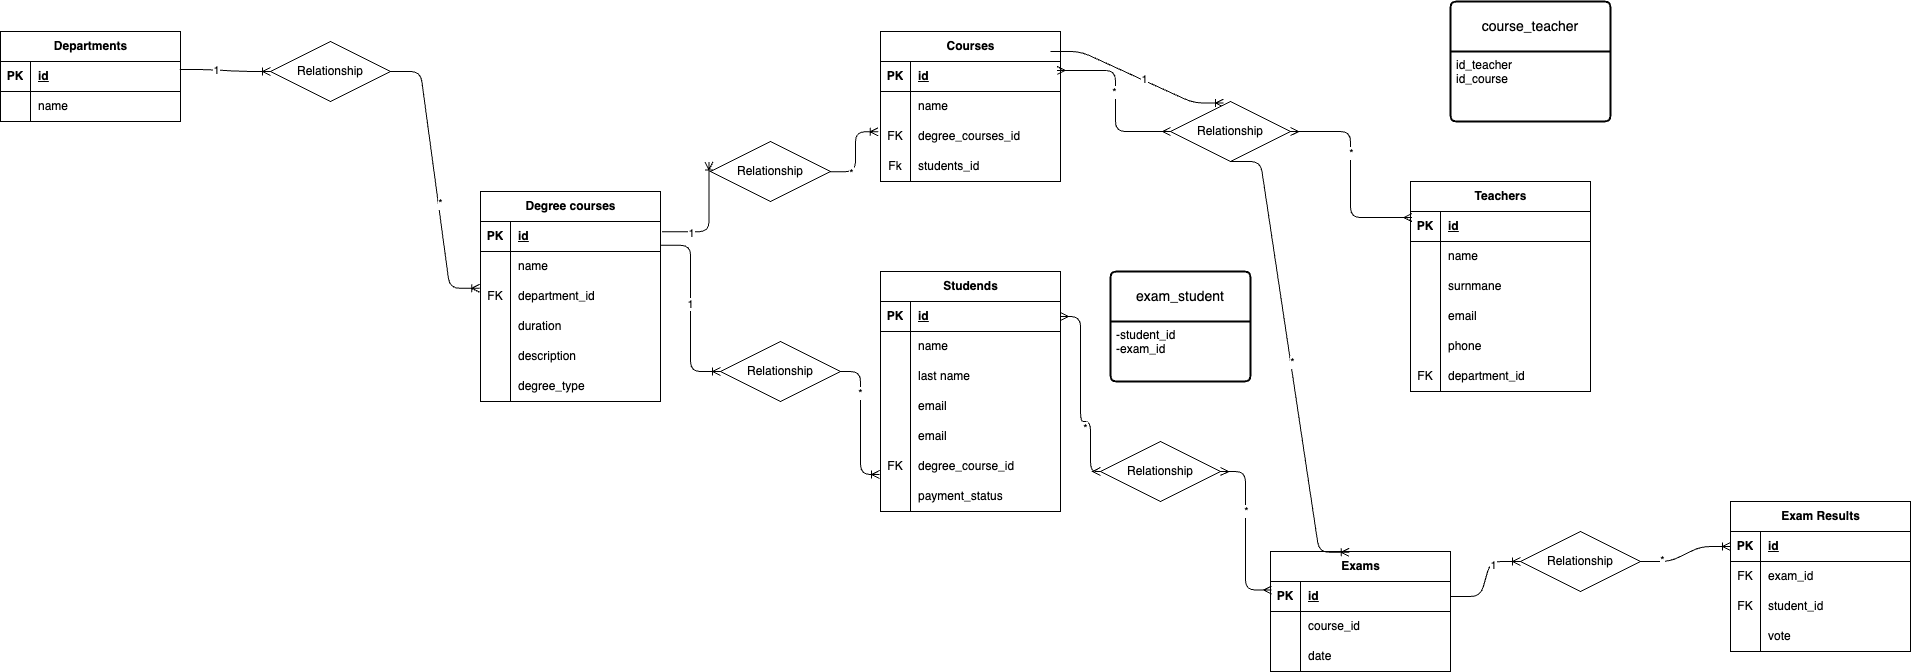 Departments
PK id
name
1
Relationship
*
Degree courses
PK id
name
FK department_id
duration
description
degree_type
1
Relationship
*
1
Relationship
*
Courses
PK id
name
FK degree_courses_id
Fk students_id
1
*
Relationship
*
*
course_teacher
id_teacher
id_course
Teachers
PK id
name
surnmane
email
phone
FK department_id
Studends
PK id
name
last name
email
email
FK degree_course_id
payment_status
exam_student
-student_id
-exam_id
*
Relationship
*
Exams
PK id
course_id
date
1
Relationship
*
Exam Results
PK id
FK exam_id
FK student_id
vote